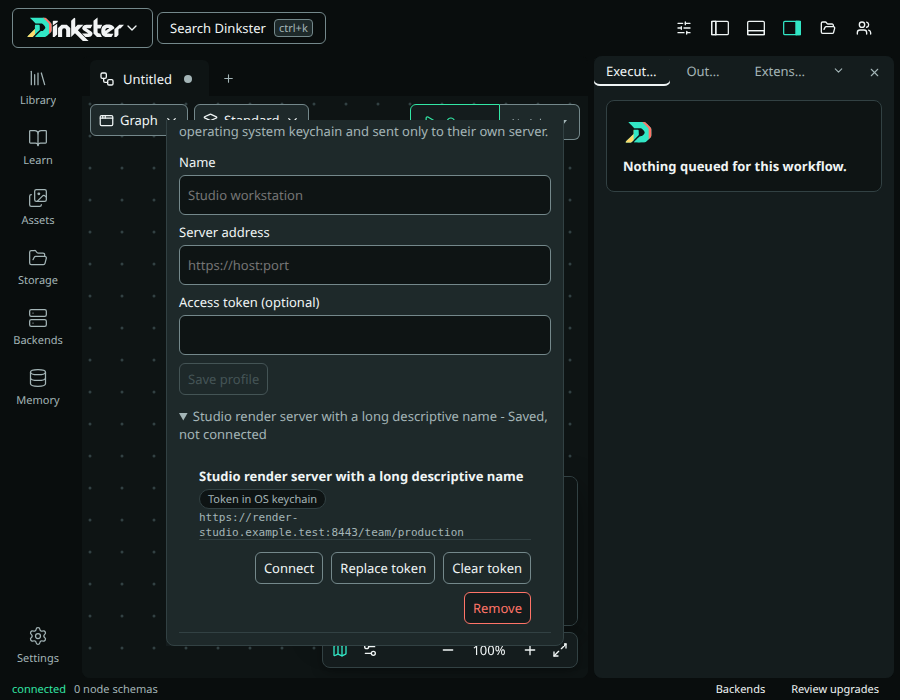 Dinkster
Search Dinkster ctrl+k
Library
Learn
Assets
Storage
Backends
Memory
Settings
Untitled
Graph
Standard
operating system keychain and sent only to their own server.
Name
Studio workstation
Server address
https://host:port
Access token (optional)
Save profile
Studio render server with a long descriptive name - Saved,
not connected
Studio render server with a long descriptive name
Token in OS keychain
https://render-
studio.example.test:8443/team/production
Connect Replace token Clear token
Remove
100%
Execut... Out... Extens...
Nothing queued for this workflow.
connected 0 node schemas
Backends Review upgrades